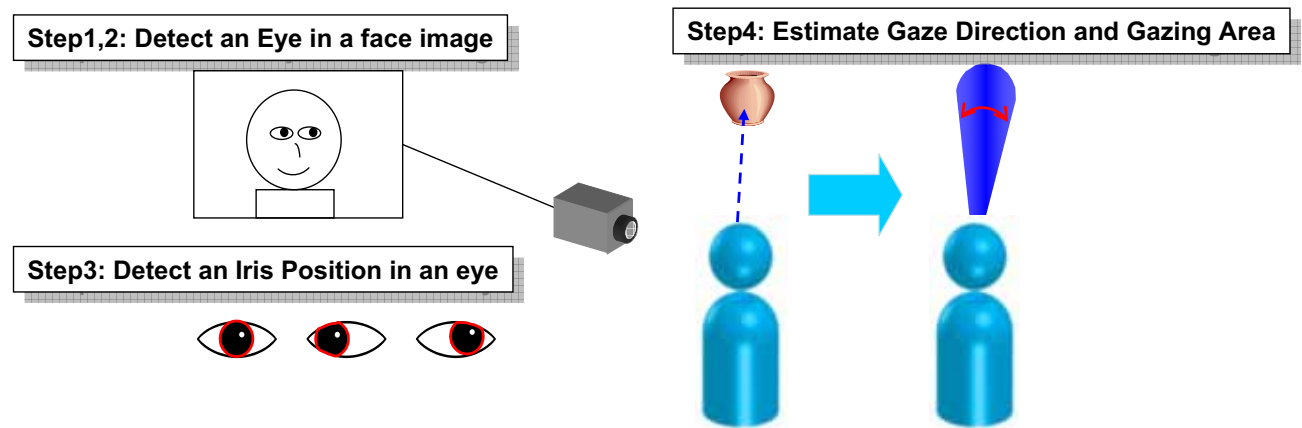 Step1,2: Detect an Eye in a face image
Step3: Detect an Iris Position in an eye
Step4: Estimate Gaze Direction and Gazing Area